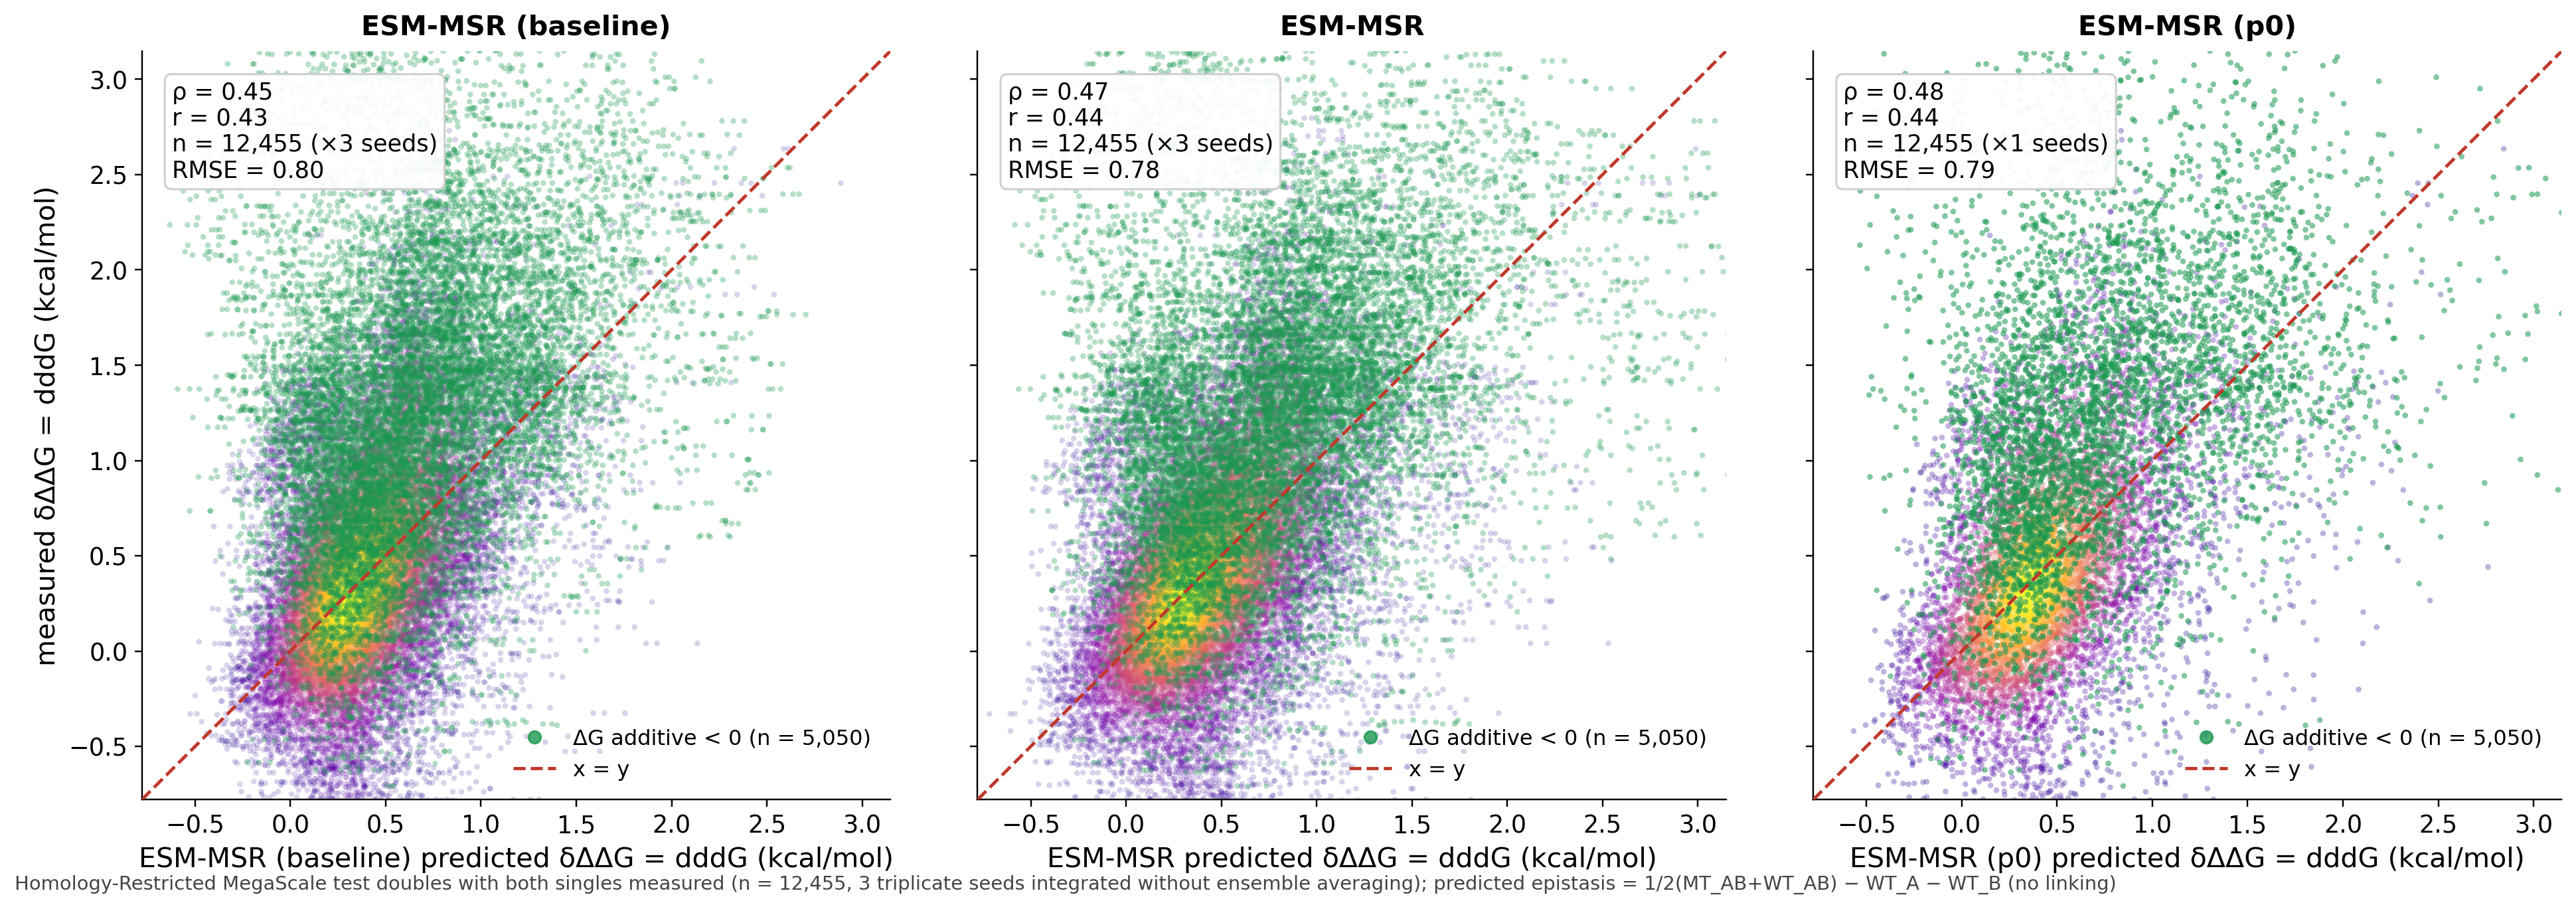 ESM-MSR (baseline)
ρ = 0.45
r = 0.43
n = 12,455 (×3 seeds)
RMSE = 0.80
measured δΔΔG = dddG (kcal/mol)
3.0
2.5
2.0
1.5
1.0
0.5
0.0
−0.5
ΔG additive < 0 (n = 5,050)
x = y
−0.5 0.0 0.5 1.0 1.5 2.0 2.5 3.0
ESM-MSR (baseline) predicted δΔΔG = dddG (kcal/mol)
ESM-MSR
ρ = 0.47
r = 0.44
n = 12,455 (×3 seeds)
RMSE = 0.78
ΔG additive < 0 (n = 5,050)
x = y
−0.5 0.0 0.5 1.0 1.5 2.0 2.5 3.0
ESM-MSR predicted δΔΔG = dddG (kcal/mol)
ESM-MSR (p0)
ρ = 0.48
r = 0.44
n = 12,455 (×1 seeds)
RMSE = 0.79
ΔG additive < 0 (n = 5,050)
x = y
−0.5 0.0 0.5 1.0 1.5 2.0 2.5 3.0
ESM-MSR (p0) predicted δΔΔG = dddG (kcal/mol)
Homology-Restricted MegaScale test doubles with both singles measured (n = 12,455, 3 triplicate seeds integrated without ensemble averaging); predicted epistasis = 1/2(MT_AB+WT_AB) − WT_A − WT_B (no linking)